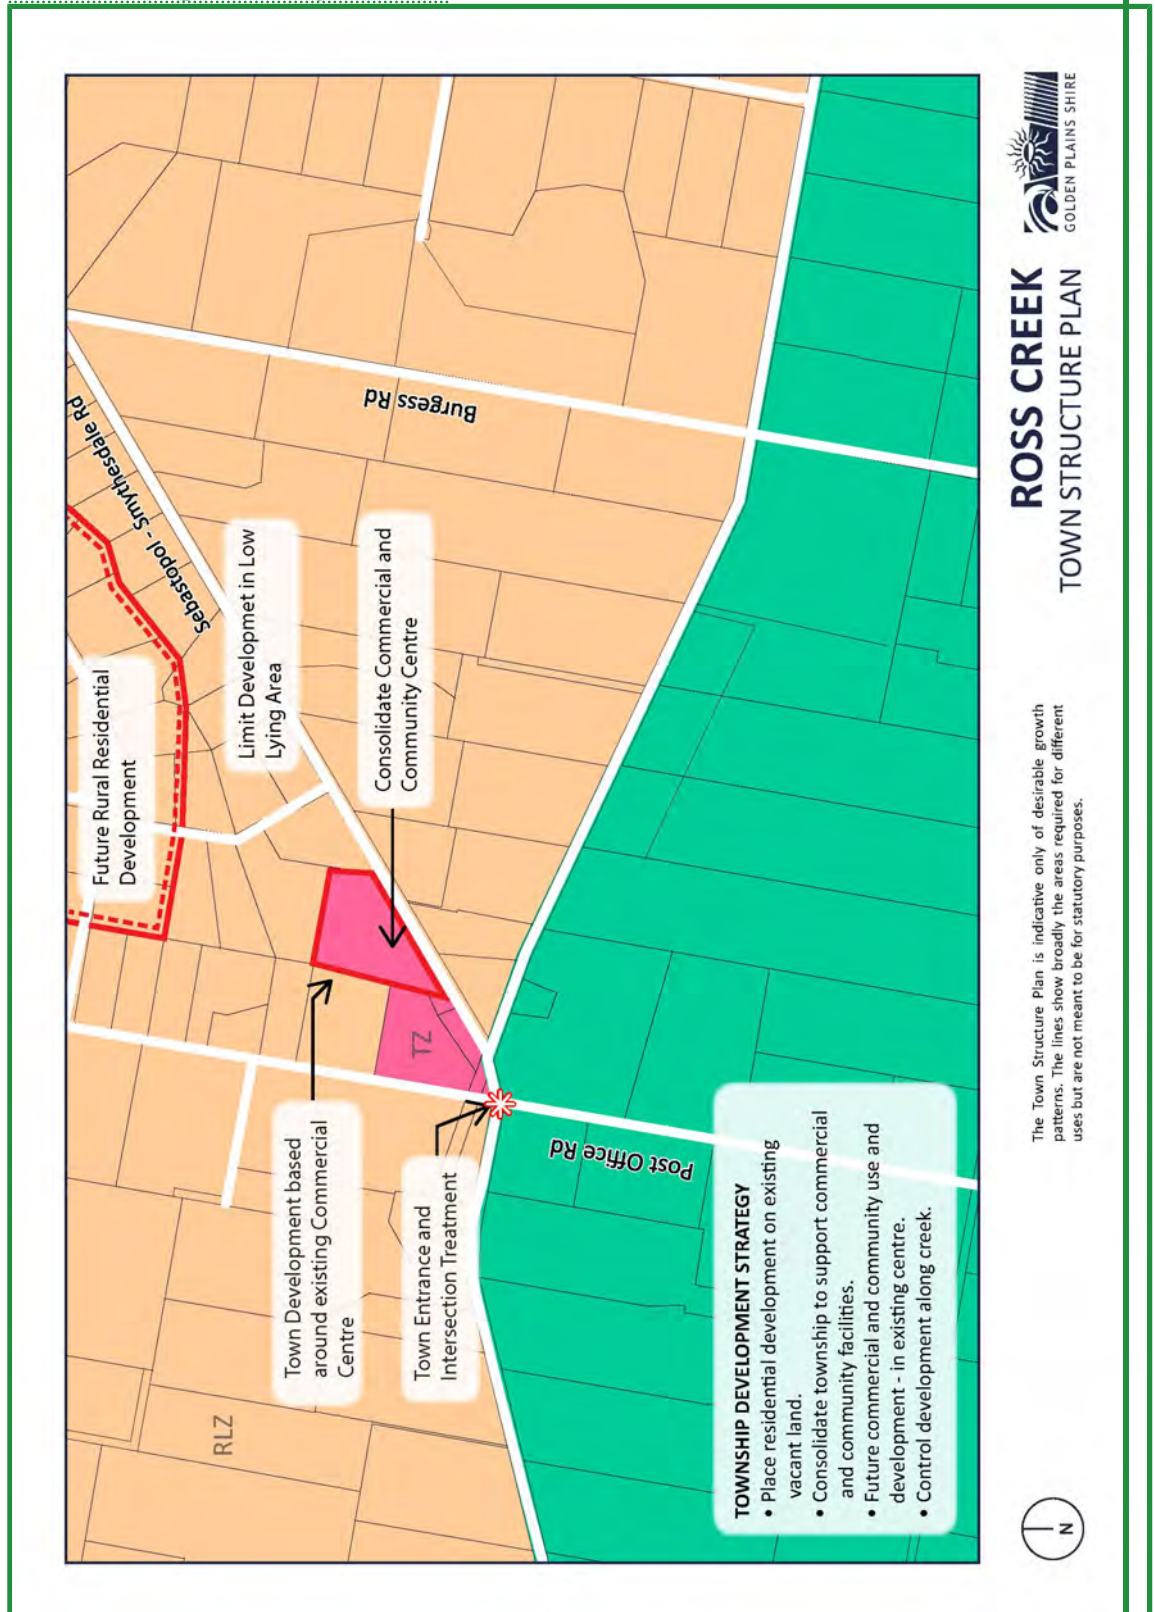 Future Rural Residential
Development
Sebastopol - Smythesdale Rd
Limit Developmet in Low
Lying Area
Consolidate Commercial and
Community Centre
Burgess Rd
Town Development based
around existing Commercial
Centre
TZ
RLZ
Town Entrance and
Intersection Treatment
Post Office Rd
TOWNSHIP DEVELOPMENT STRATEGY
• Place residential development on existing
vacant land.
• Consolidate township to support commercial
and community facilities.
• Future commercial and community use and
development - in existing centre.
• Control development along creek.
N
The Town Structure Plan is indicative only of desirable growth
patterns. The lines show broadly the areas required for different
uses but are not meant to be for statutory purposes.
ROSS CREEK
TOWN STRUCTURE PLAN
GOLDEN PLAINS SHIRE